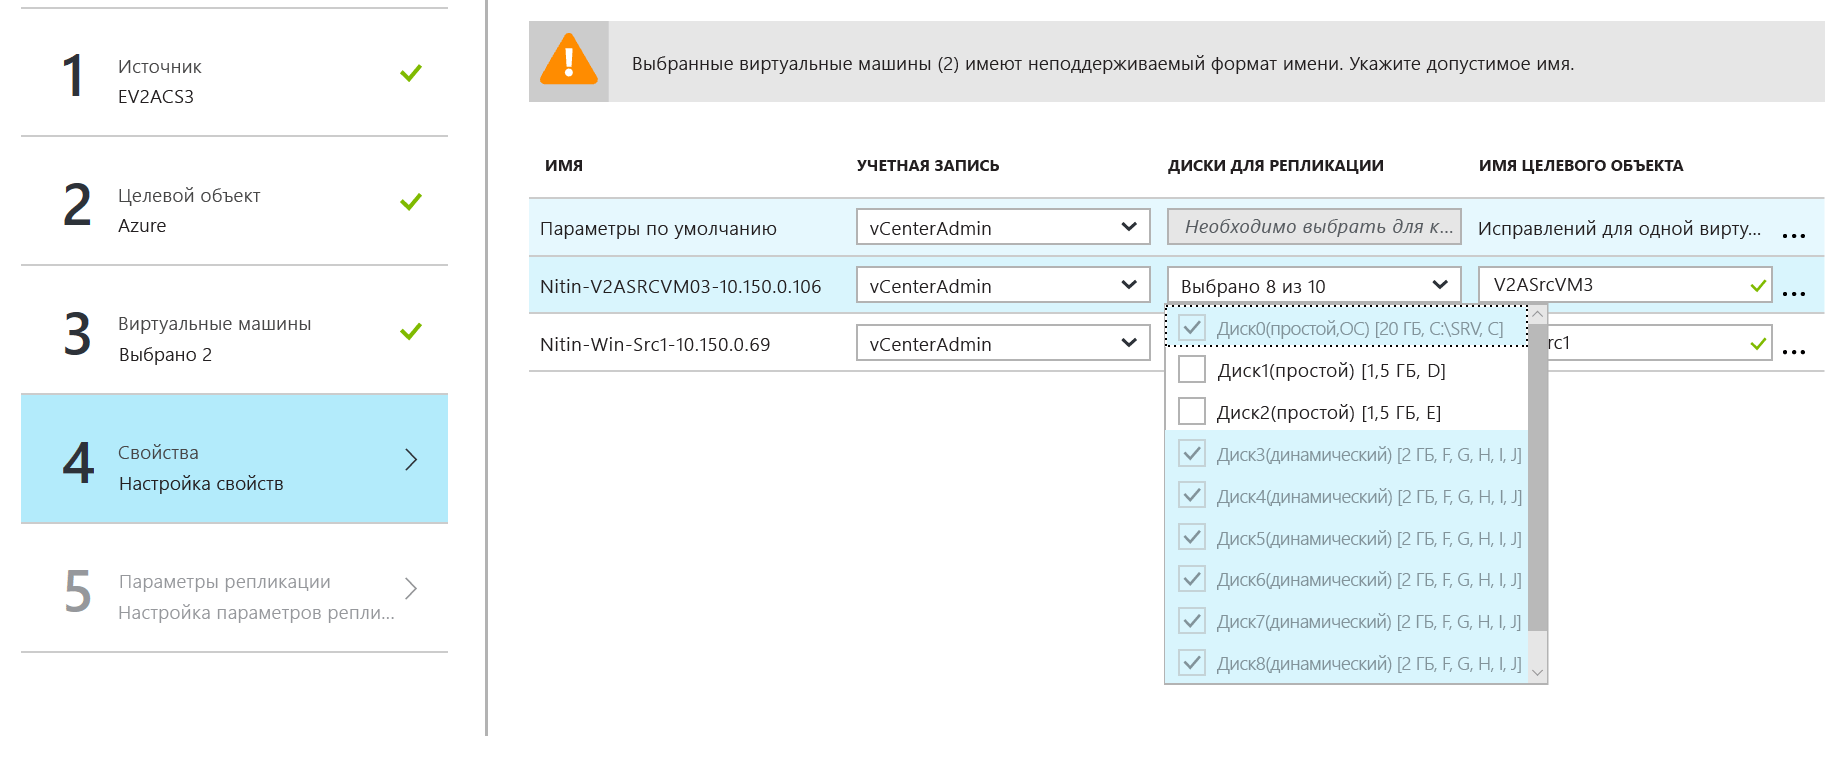 1
Источник
EV2ACS3
2
Целевой объект
Azure
3
Виртуальные машины
Выбрано 2
4
Свойства
Настройка свойств
5
Параметры репликации
Настройка параметров репли...
Выбранные виртуальные машины (2) имеют неподдерживаемый формат имени. Укажите допустимое имя.
ИМЯ УЧЕТНАЯ ЗАПИСЬ ДИСКИ ДЛЯ РЕПЛИКАЦИИ ИМЯ ЦЕЛЕВОГО ОБЪЕКТА
Параметры по умолчанию vCenterAdmin Необходимо выбрать для к... Исправлений для одной вирту... ...
Nitin-V2ASRCVM03-10.150.0.106 vCenterAdmin Выбрано 8 из 10 V2ASrcVM3 ...
Nitin-Win-Src1-10.150.0.69 vCenterAdmin rc1 ...
Диск0(простой,ОС) [20 ГБ, C:\SRV, C]
Диск1(простой) [1,5 ГБ, D]
Диск2(простой) [1,5 ГБ, E]
Диск3(динамический) [2 ГБ, F, G, H, I, J]
Диск4(динамический) [2 ГБ, F, G, H, I, J]
Диск5(динамический) [2 ГБ, F, G, H, I, J]
Диск6(динамический) [2 ГБ, F, G, H, I, J]
Диск7(динамический) [2 ГБ, F, G, H, I, J]
Диск8(динамический) [2 ГБ, F, G, H, I, J]